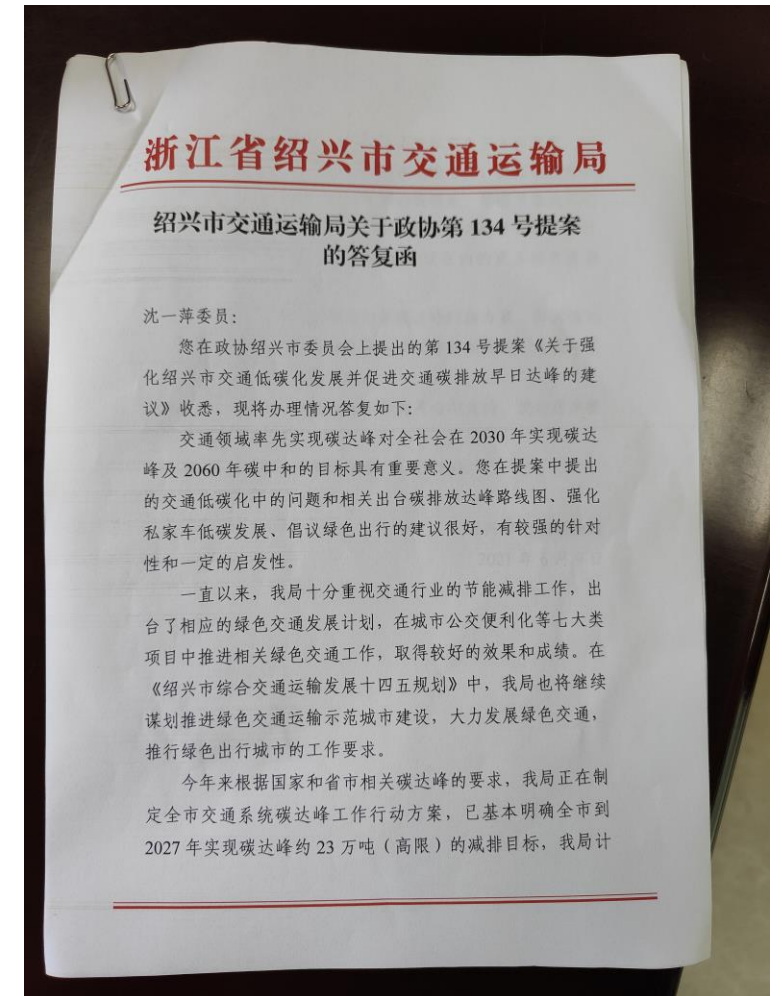 浙江省绍兴市交通运输局
绍兴市交通运输局关于政协第 134 号提案
的答复函
沈一萍委员：
您在政协绍兴市委员会上提出的第 134 号提案《关于强
化绍兴市交通低碳化发展并促进交通碳排放早日达峰的建
议》收悉，现将办理情况答复如下：
交通领域率先实现碳达峰对全社会在 2030 年实现碳达
峰及 2060 年碳中和的目标具有重要意义。您在提案中提出
的交通低碳化中的问题和相关出台碳排放达峰路线图、强化
私家车低碳发展、倡议绿色出行的建议很好，有较强的针对
性和一定的启发性。
一直以来，我局十分重视交通行业的节能减排工作，出
台了相应的绿色交通发展计划，在城市公交便利化等七大类
项目中推进相关绿色交通工作，取得较好的效果和成绩。在
《绍兴市综合交通运输发展十四五规划》中，我局也将继续
谋划推进绿色交通运输示范城市建设，大力发展绿色交通，
推行绿色出行城市的工作要求。
今年来根据国家和省市相关碳达峰的要求，我局正在制
定全市交通系统碳达峰工作行动方案，已基本明确全市到
2027 年实现碳达峰约 23 万吨（高限）的减排目标，我局计